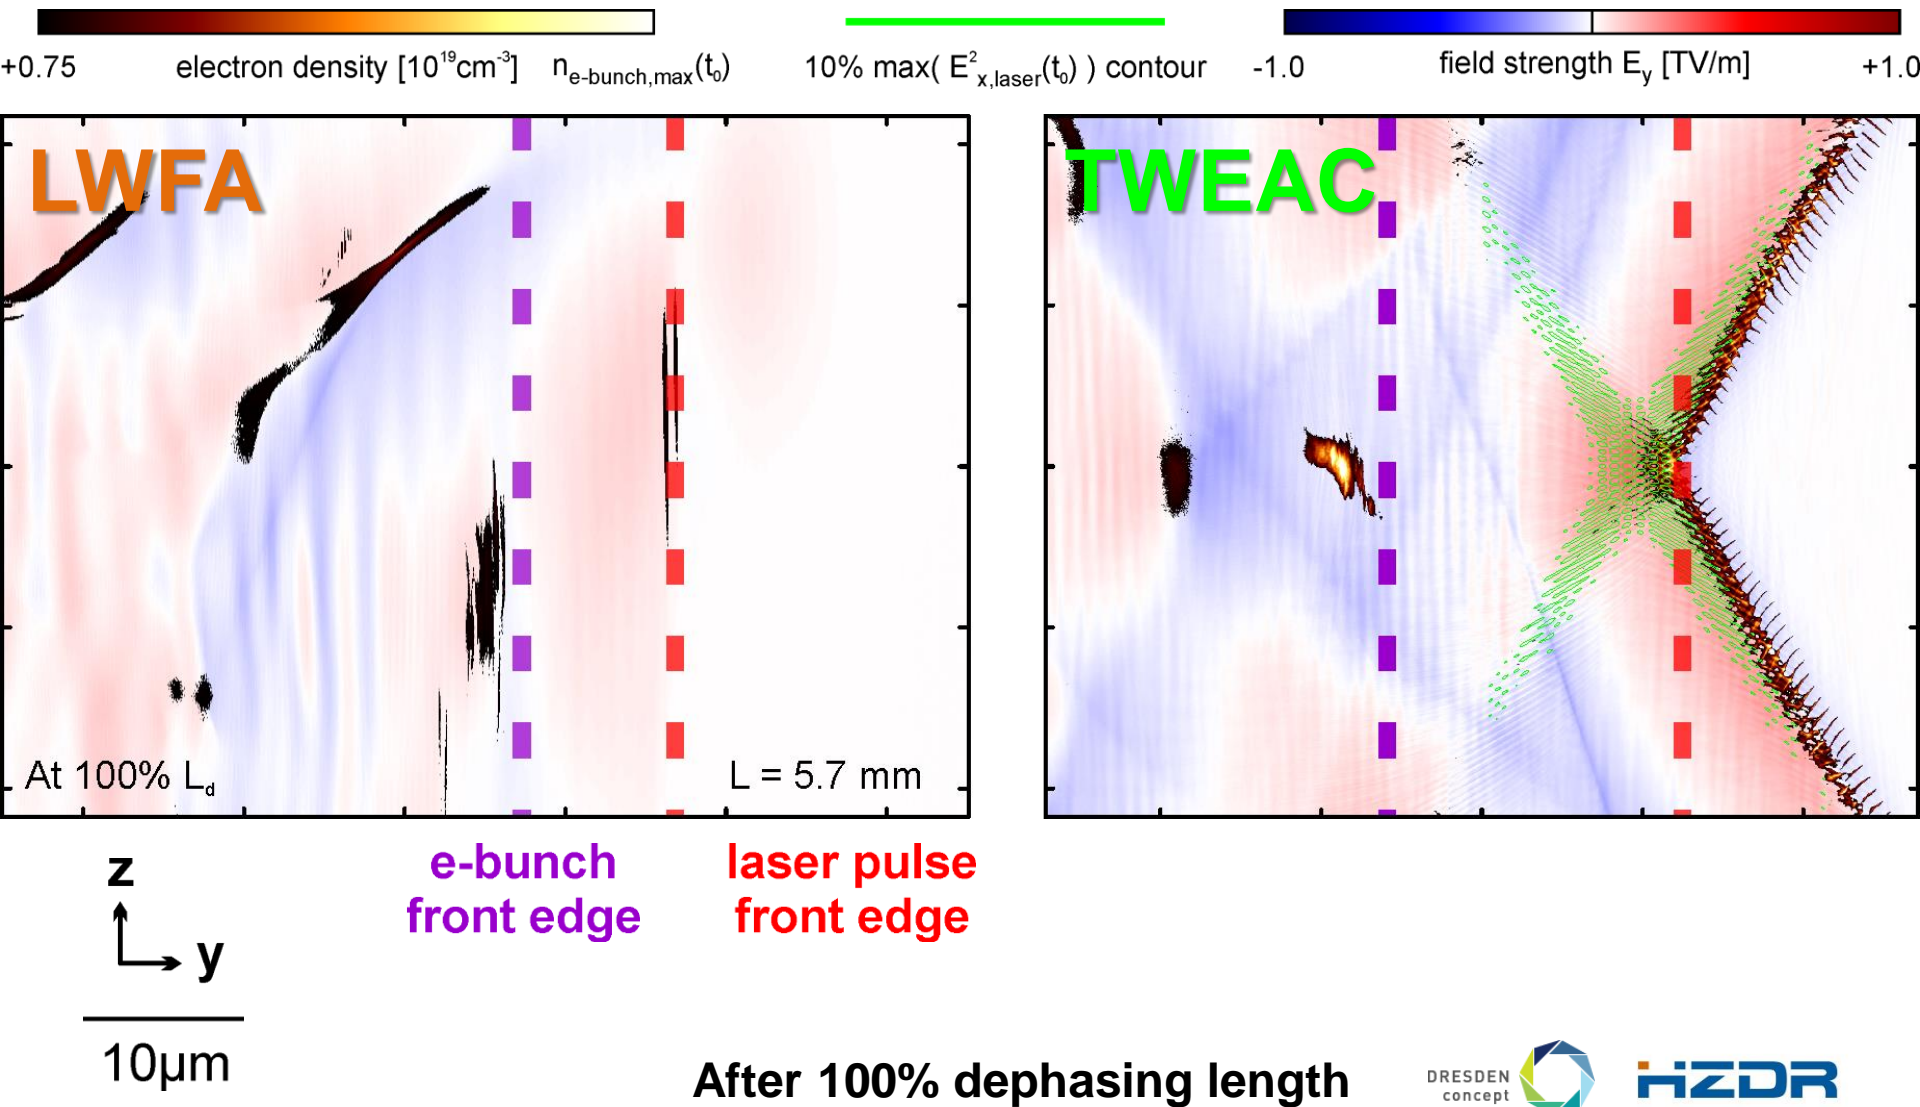 +0.75 electron density [10¹⁹cm⁻³] nₑ₋bunch,max(t₀) 10% max( E²x,laser(t₀) ) contour -1.0 field strength Ey [TV/m] +1.0
LWFA TWEAC
At 100% Ld L = 5.7 mm
e-bunch
front edge
laser pulse
front edge
z
y
10µm
After 100% dephasing length
DRESDEN
concept
HZDR